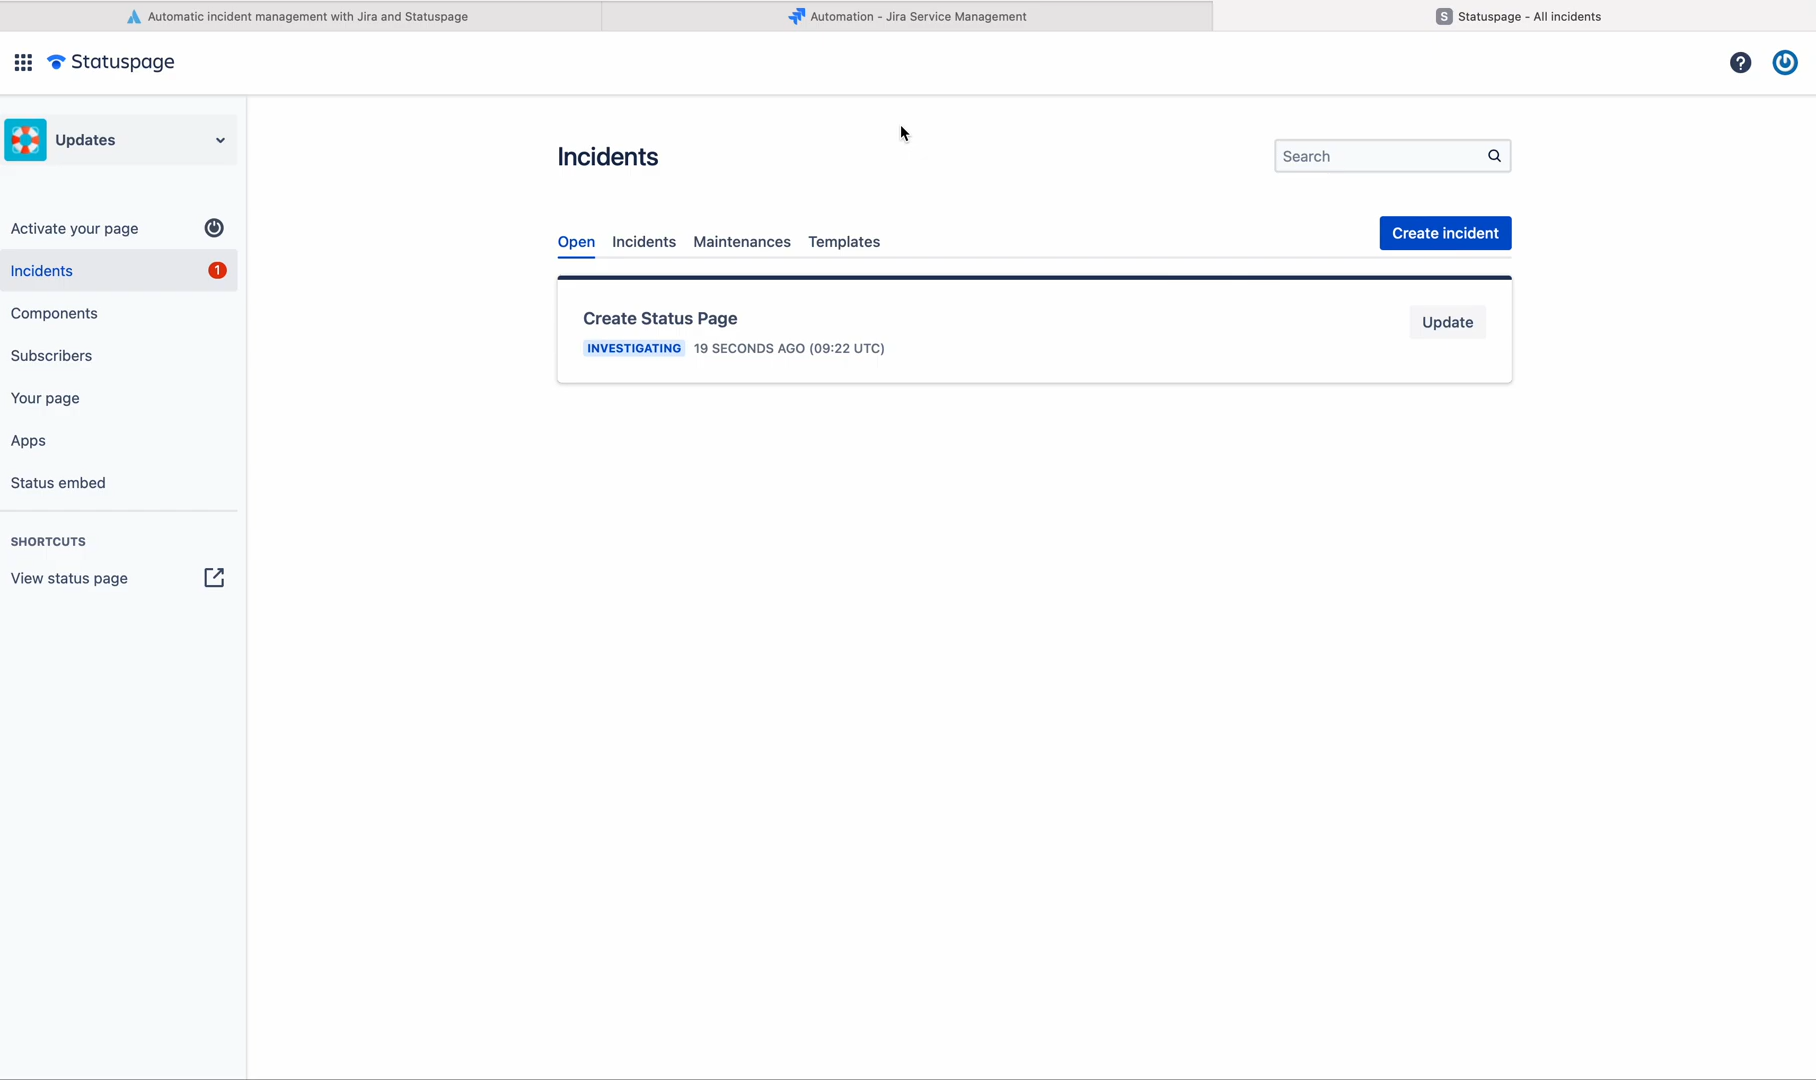 Automatic incident management with Jira and Statuspage
Automation - Jira Service Management
S Statuspage - All incidents
Statuspage
?
Updates
Activate your page
Incidents 1
Components
Subscribers
Your page
Apps
Status embed
SHORTCUTS
View status page
Incidents
Search
Open Incidents Maintenances Templates
Create incident
Create Status Page
Update
INVESTIGATING 19 SECONDS AGO (09:22 UTC)